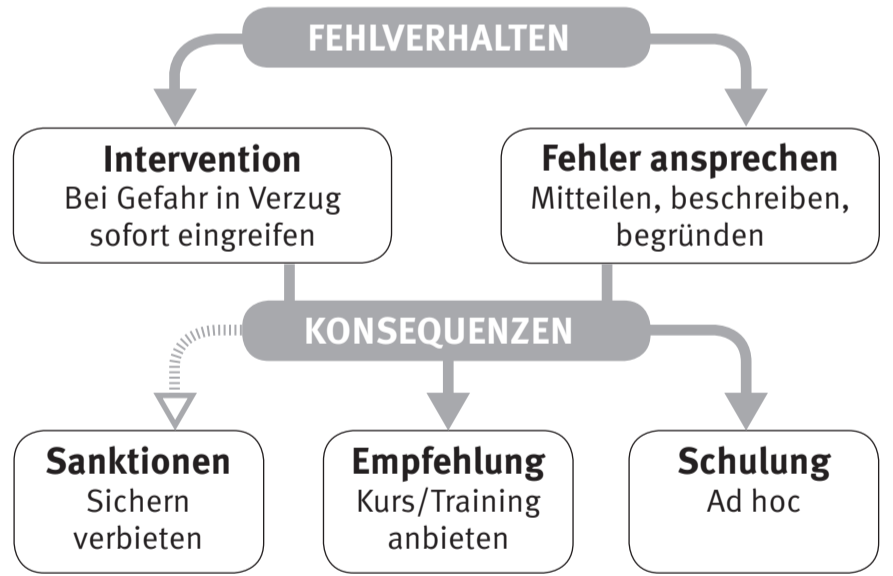 FEHLVERHALTEN
Intervention
Bei Gefahr in Verzug
sofort eingreifen
Fehler ansprechen
Mitteilen, beschreiben,
begründen
KONSEQUENZEN
Sanktionen
Sichern
verbieten
Empfehlung
Kurs/Training
anbieten
Schulung
Ad hoc